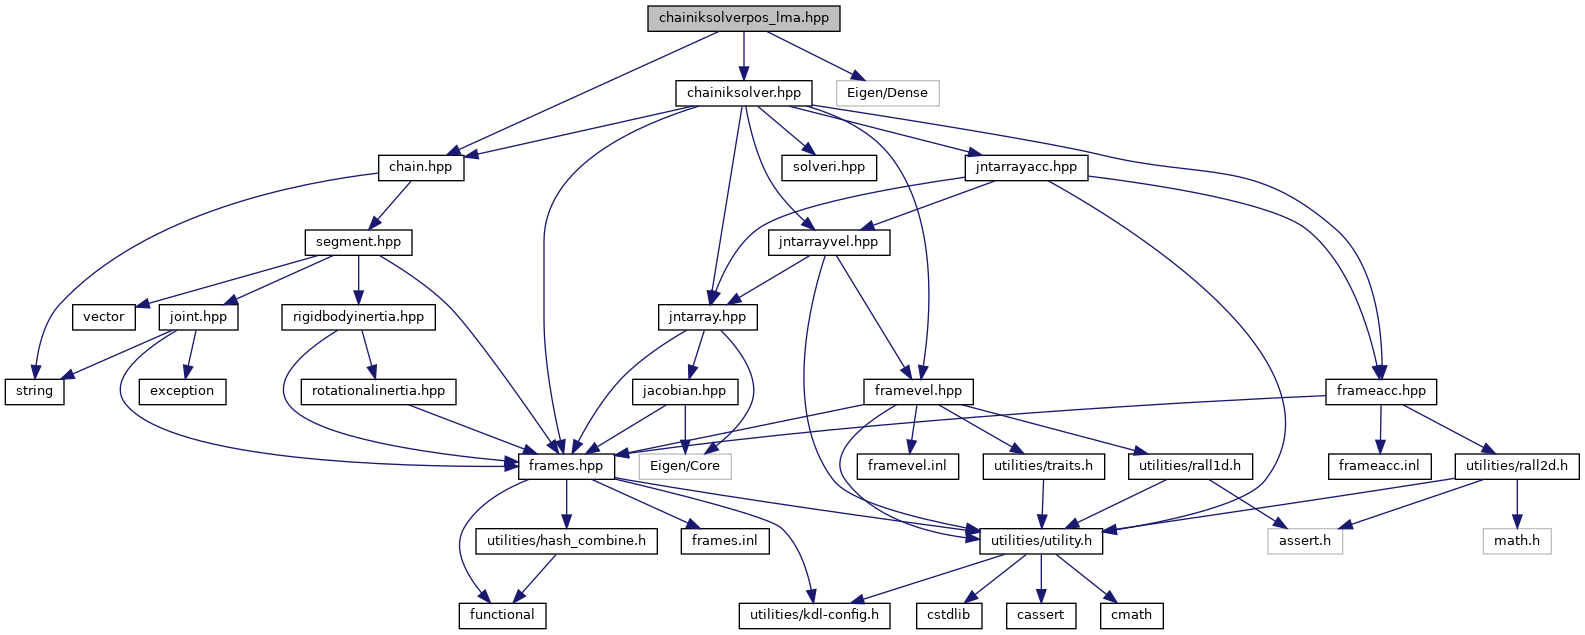 chainiksolverpos_lma.hpp
chainiksolver.hpp
Eigen/Dense
chain.hpp
solveri.hpp
jntarrayacc.hpp
segment.hpp
jntarrayvel.hpp
vector
joint.hpp
rigidbodyinertia.hpp
jntarray.hpp
string
exception
rotationalinertia.hpp
jacobian.hpp
framevel.hpp
frameacc.hpp
frames.hpp
Eigen/Core
framevel.inl
utilities/traits.h
utilities/rall1d.h
frameacc.inl
utilities/rall2d.h
utilities/hash_combine.h
frames.inl
utilities/utility.h
assert.h
math.h
functional
utilities/kdl-config.h
cstdlib
cassert
cmath